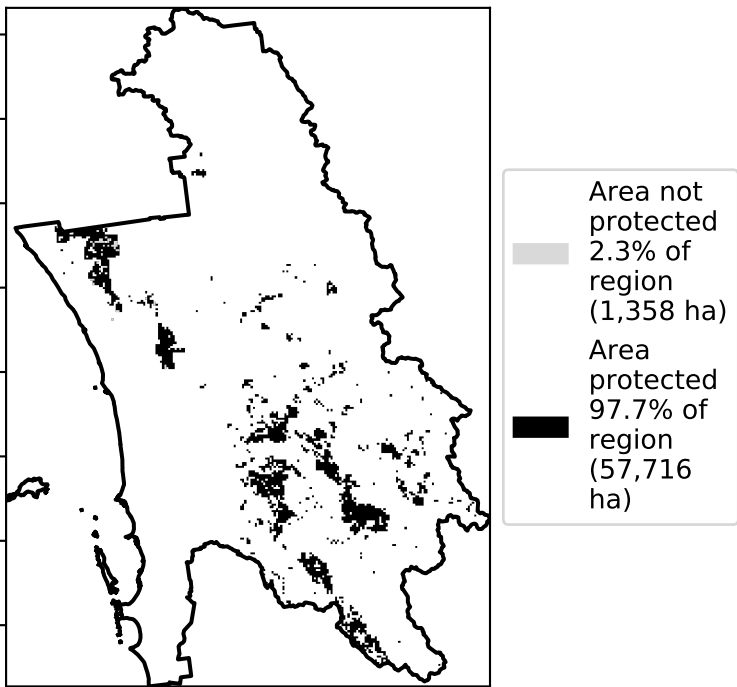 Area not
protected
2.3% of
region
(1,358 ha)
Area
protected
97.7% of
region
(57,716
ha)